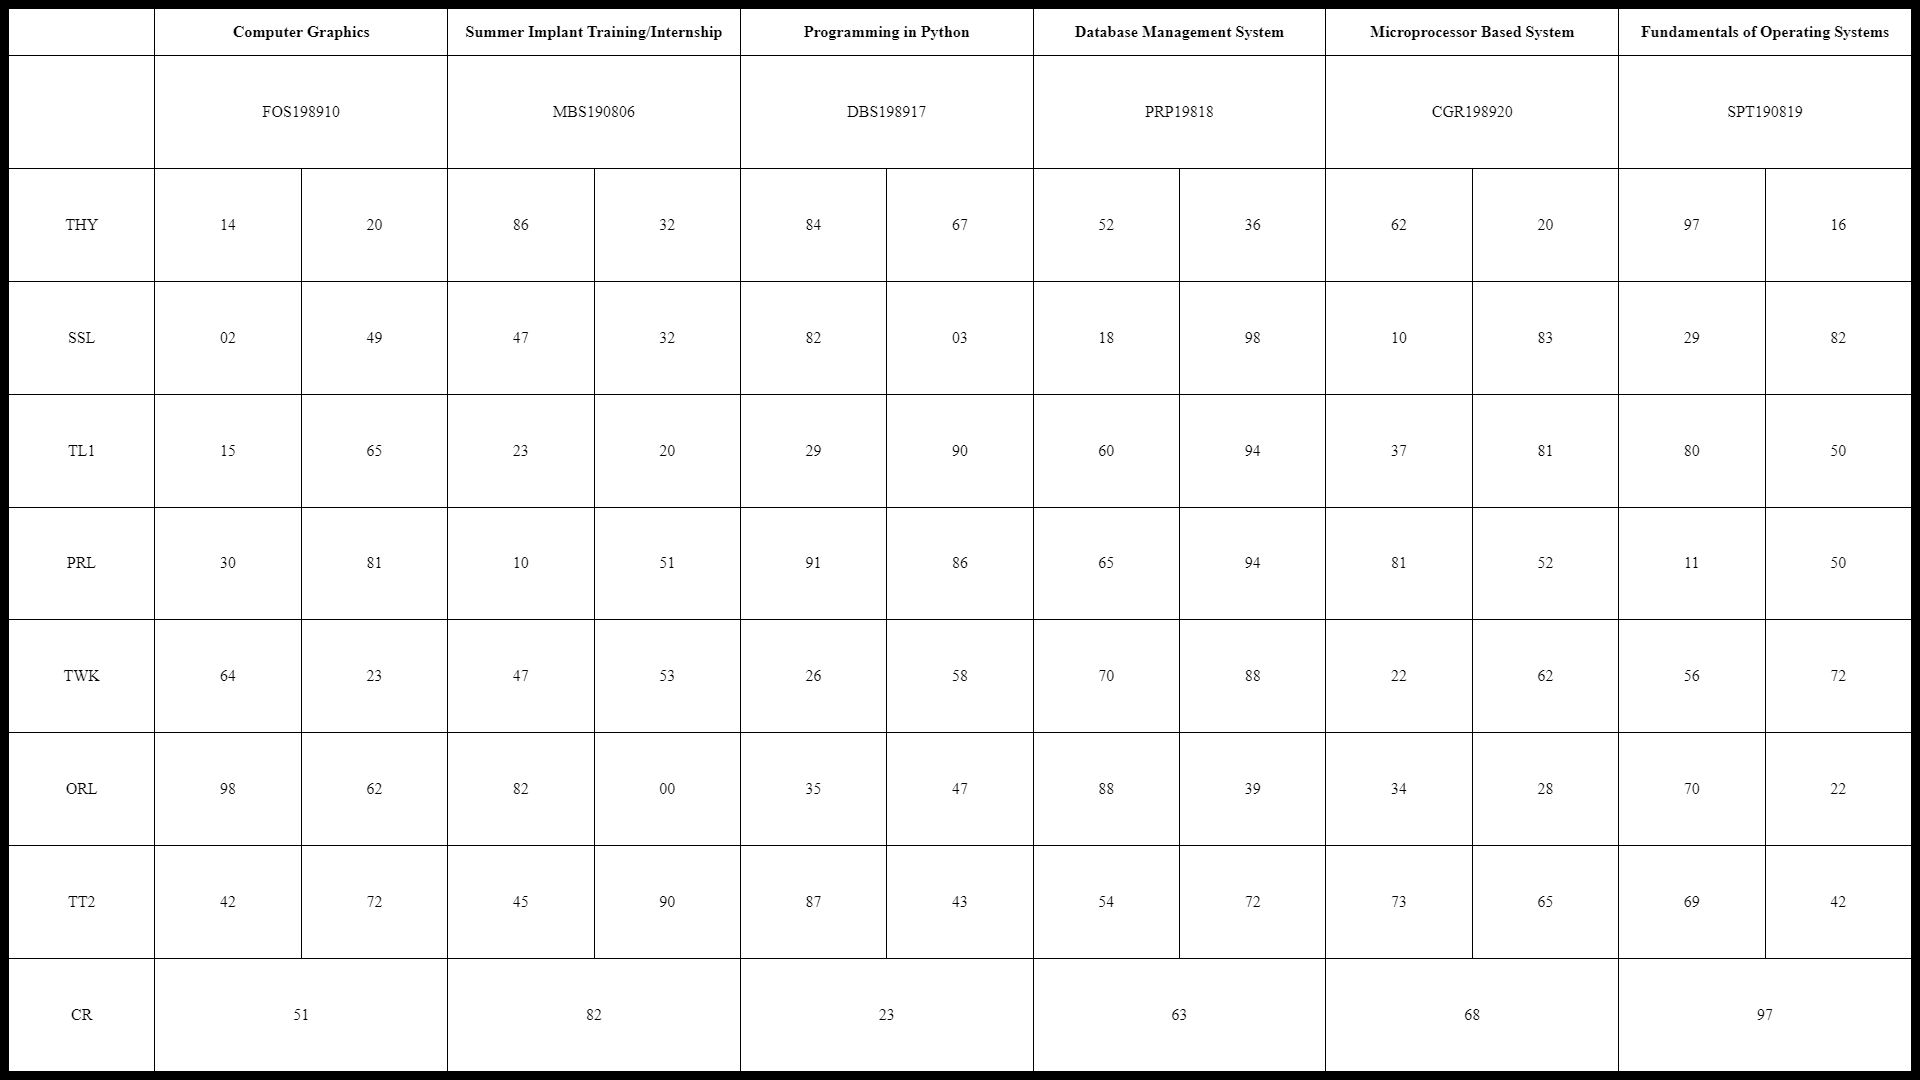 Computer Graphics Summer Implant Training/Internship Programming in Python Database Management System Microprocessor Based System Fundamentals of Operating Systems
FOS198910 MBS190806 DBS198917 PRP19818 CGR198920 SPT190819
THY 14 20 86 32 84 67 52 36 62 20 97 16
SSL 02 49 47 32 82 03 18 98 10 83 29 82
TL1 15 65 23 20 29 90 60 94 37 81 80 50
PRL 30 81 10 51 91 86 65 94 81 52 11 50
TWK 64 23 47 53 26 58 70 88 22 62 56 72
ORL 98 62 82 00 35 47 88 39 34 28 70 22
TT2 42 72 45 90 87 43 54 72 73 65 69 42
CR 51 82 23 63 68 97